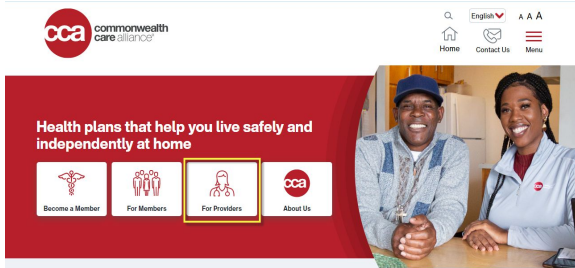 cca commonwealth
care alliance®
English
A A A
Home
Contact Us
Menu
Health plans that help you live safely and
independently at home
Become a Member
For Members
For Providers
cca
About Us
cca